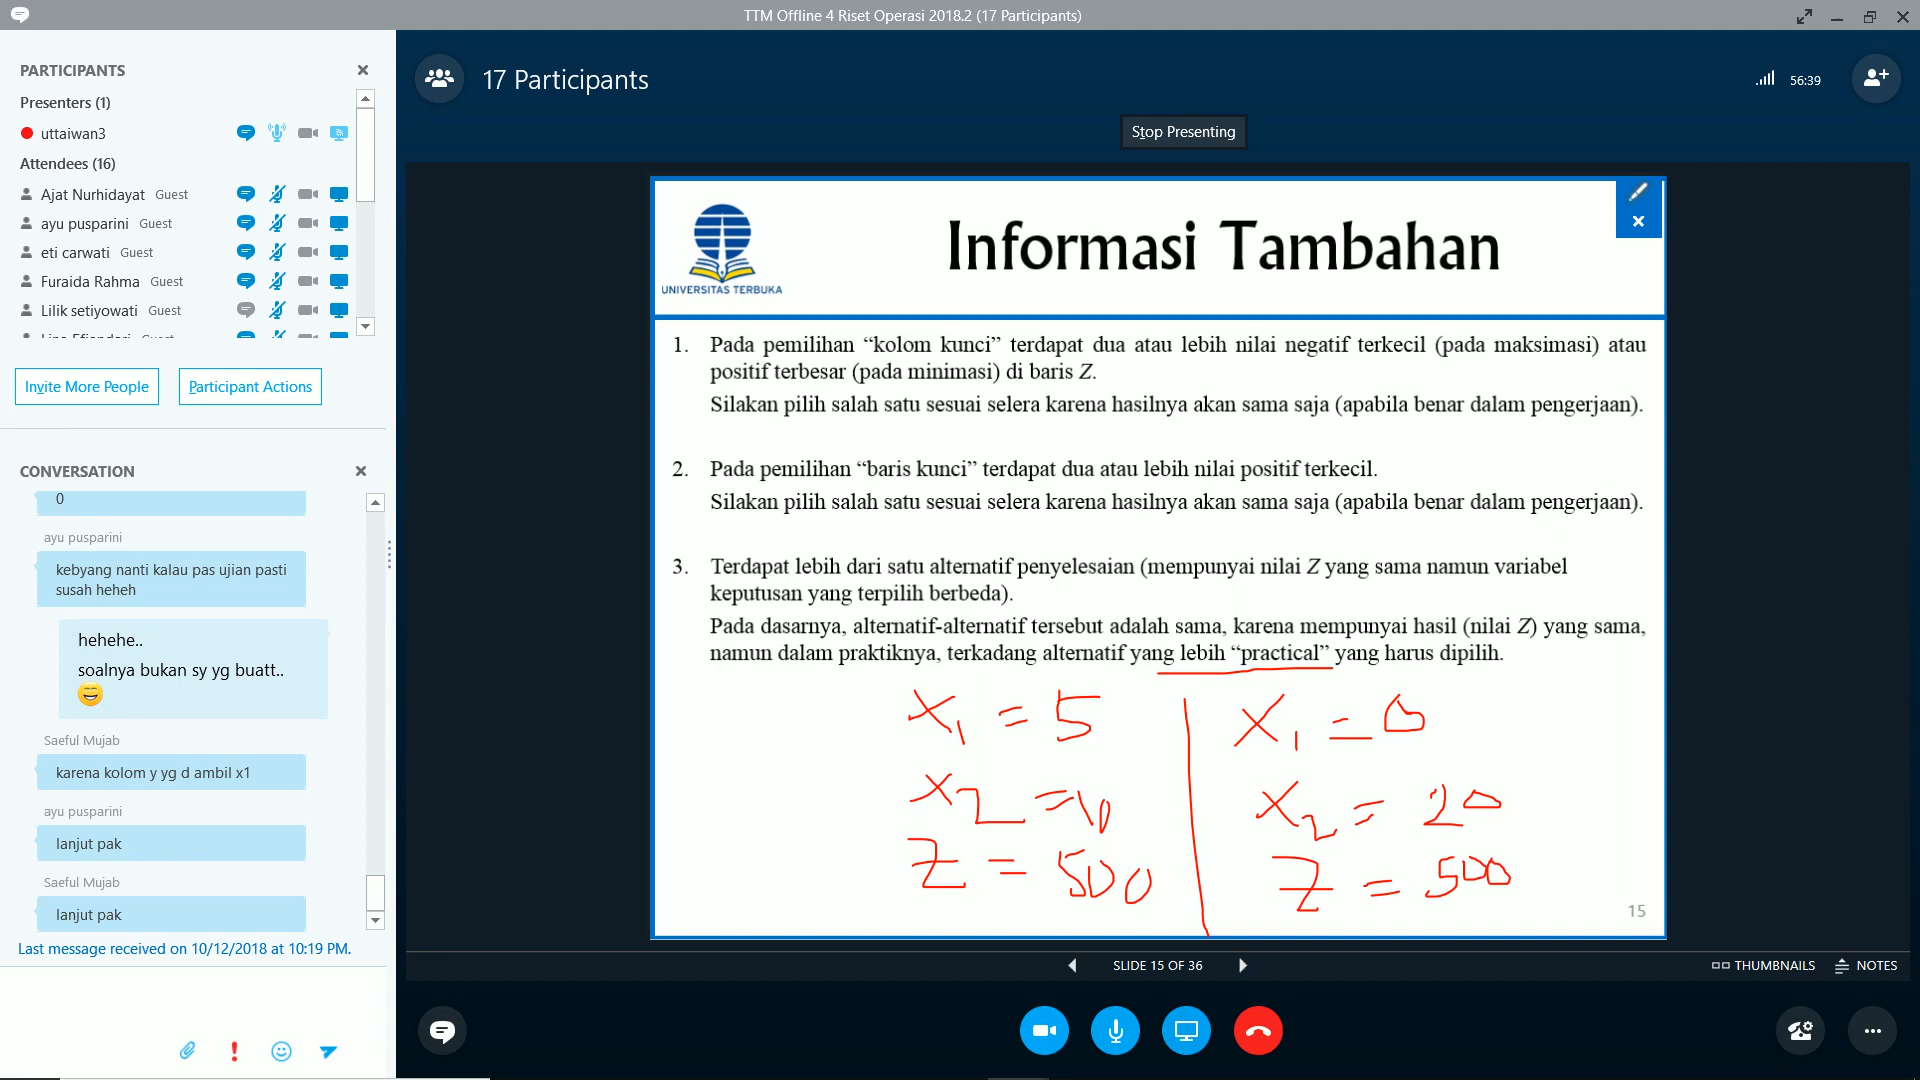 TTM Offline 4 Riset Operasi 2018.2 (17 Participants)
PARTICIPANTS
Presenters (1)
uttaiwan3
Attendees (16)
Ajat Nurhidayat Guest
ayu pusparini Guest
eti carwati Guest
Furaida Rahma Guest
Lilik setiyowati Guest
Invite More People
Participant Actions
CONVERSATION
0
ayu pusparini
kebyang nanti kalau pas ujian pasti
susah heheh
hehehe..
soalnya bukan sy yg buatt..
Saeful Mujab
karena kolom y yg d ambil x1
ayu pusparini
lanjut pak
Saeful Mujab
lanjut pak
Last message received on 10/12/2018 at 10:19 PM.
17 Participants
56:39
Stop Presenting
UNIVERSITAS TERBUKA
Informasi Tambahan
1. Pada pemilihan “kolom kunci” terdapat dua atau lebih nilai negatif terkecil (pada maksimasi) atau
positif terbesar (pada minimasi) di baris Z.
Silakan pilih salah satu sesuai selera karena hasilnya akan sama saja (apabila benar dalam pengerjaan).
2. Pada pemilihan “baris kunci” terdapat dua atau lebih nilai positif terkecil.
Silakan pilih salah satu sesuai selera karena hasilnya akan sama saja (apabila benar dalam pengerjaan).
3. Terdapat lebih dari satu alternatif penyelesaian (mempunyai nilai Z yang sama namun variabel
keputusan yang terpilih berbeda).
Pada dasarnya, alternatif-alternatif tersebut adalah sama, karena mempunyai hasil (nilai Z) yang sama,
namun dalam praktiknya, terkadang alternatif yang lebih “practical” yang harus dipilih.
X1 = 5
X2 = 10
Z = 500
X1 = 0
X2 = 20
Z = 500
15
SLIDE 15 OF 36
THUMBNAILS
NOTES